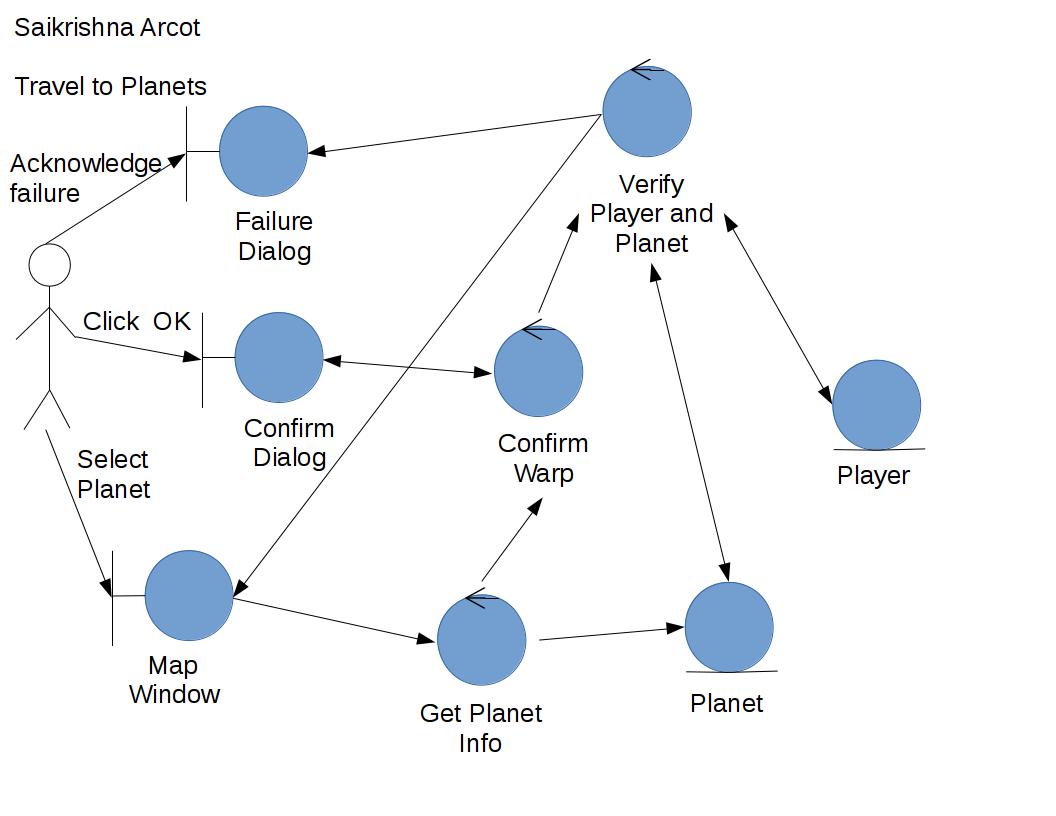 Saikrishna Arcot
Travel to Planets
Acknowledge
failure
Failure
Dialog
Verify
Player and
Planet
Click  OK
Confirm
Dialog
Confirm
Warp
Player
Select
Planet
Map
Window
Get Planet
Info
Planet